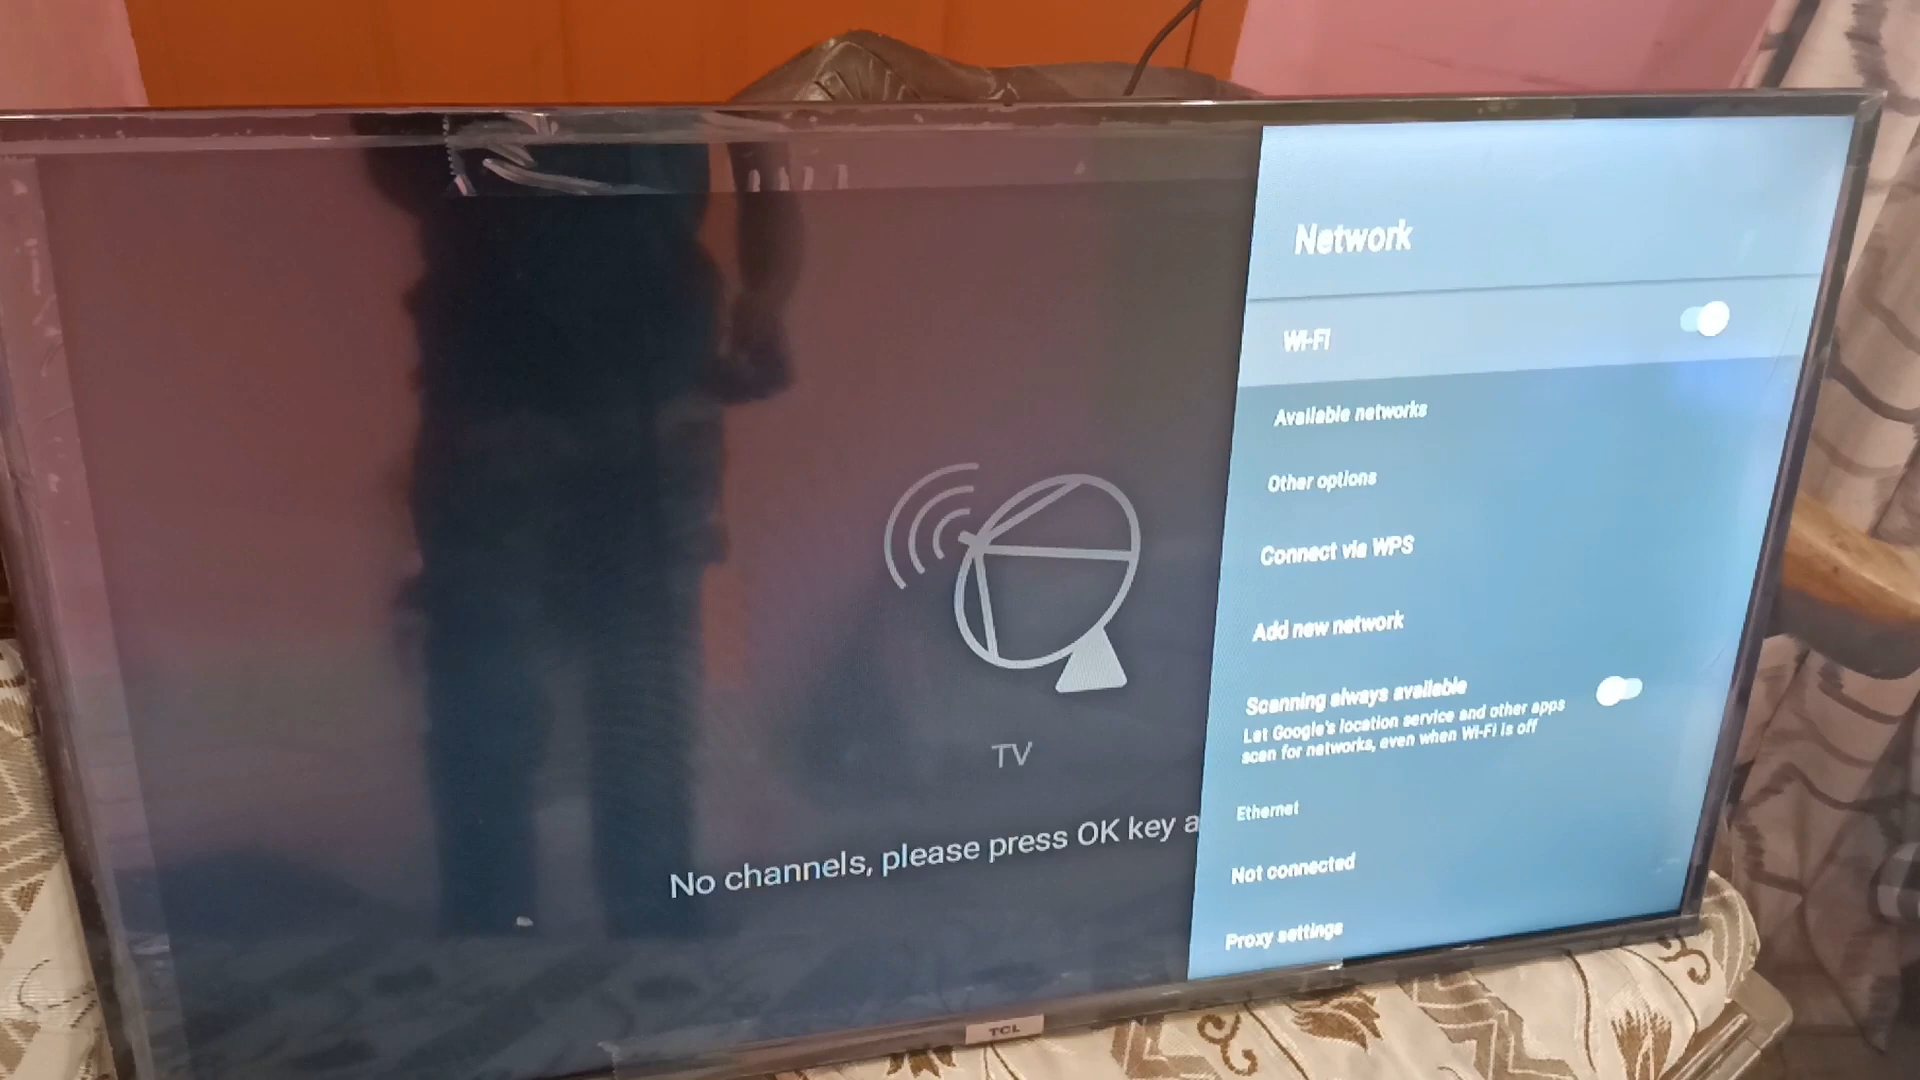 Network
Wi-Fi
Available networks
Other options
Connect via WPS
Add new network
Scanning always available
Let Google's location service and other apps
scan for networks, even when Wi-Fi is off
Ethernet
Not connected
Proxy settings
TV
No channels, please press OK key a
TCL